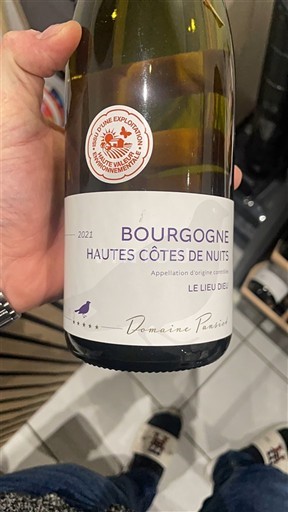 ISSU D'UNE EXPLOITATION
HAUTE VALEUR
ENVIRONNEMENTALE
2021
BOURGOGNE
HAUTES CÔTES DE NUITS
Appellation d'origine contrôlée
LE LIEU DIEU
Domaine